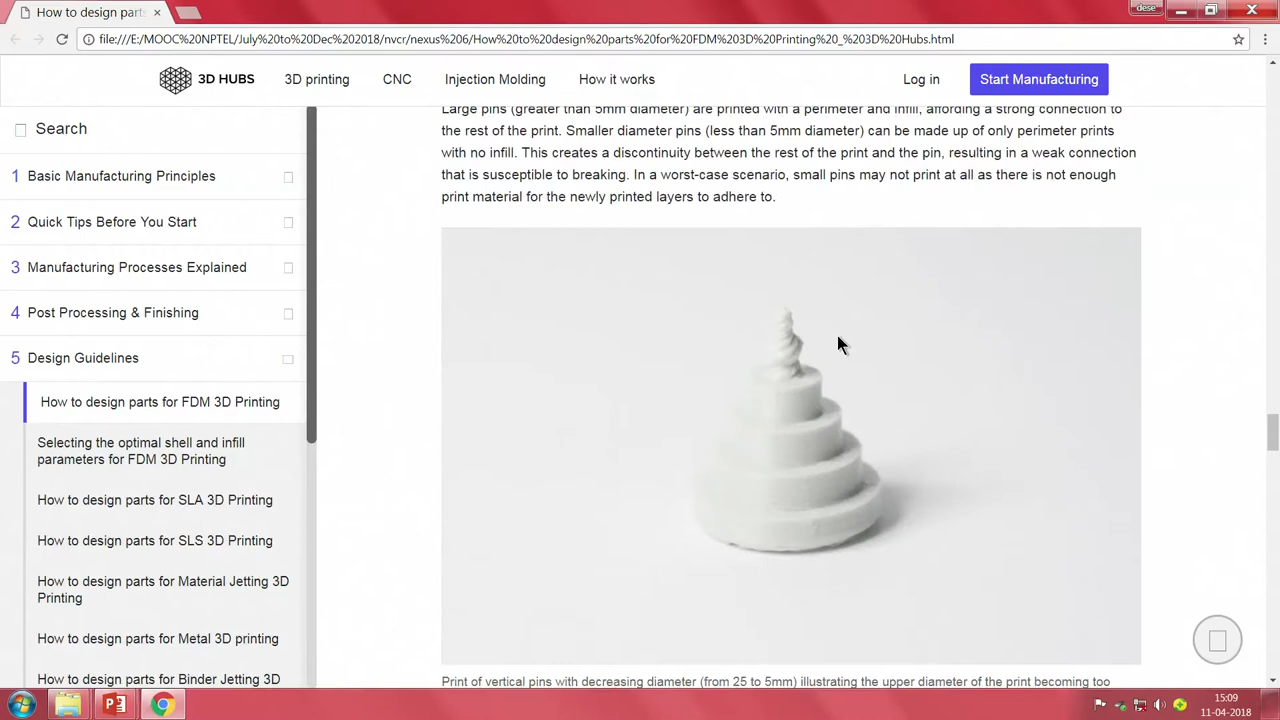 How to design parts
dese
file:///E:/MOOC%20NPTEL/July%20to%20Dec%202018/nvcr/nexus%206/How%20to%20design%20parts%20for%20FDM%203D%20Printing%20_%203D%20Hubs.html
3D HUBS
3D printing
CNC
Injection Molding
How it works
Log in
Start Manufacturing
Search
1 Basic Manufacturing Principles
2 Quick Tips Before You Start
3 Manufacturing Processes Explained
4 Post Processing & Finishing
5 Design Guidelines
How to design parts for FDM 3D Printing
Selecting the optimal shell and infill
parameters for FDM 3D Printing
How to design parts for SLA 3D Printing
How to design parts for SLS 3D Printing
How to design parts for Material Jetting 3D
Printing
How to design parts for Metal 3D printing
How to design parts for Binder Jetting 3D
Large pins (greater than 5mm diameter) are printed with a perimeter and infill, affording a strong connection to
the rest of the print. Smaller diameter pins (less than 5mm diameter) can be made up of only perimeter prints
with no infill. This creates a discontinuity between the rest of the print and the pin, resulting in a weak connection
that is susceptible to breaking. In a worst-case scenario, small pins may not print at all as there is not enough
print material for the newly printed layers to adhere to.
Print of vertical pins with decreasing diameter (from 25 to 5mm) illustrating the upper diameter of the print becoming too
15:09
11-04-2018